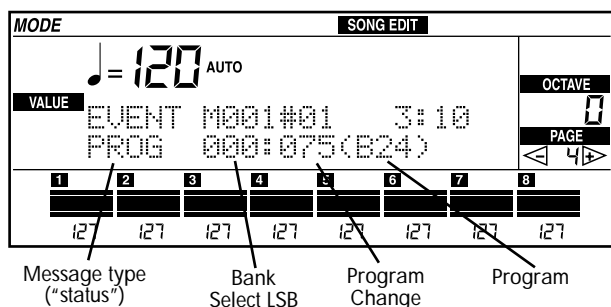 MODE SONG EDIT
♩=120 AUTO
OCTAVE
0
VALUE
EVENT M001#01 3:10
PAGE
PROG 000:075(B24)
- 4 +
1 2 3 4 5 6 7 8
127 127 127 127 127 127 127 127
Message type
("status")
Bank
Select LSB
Program
Change
Program